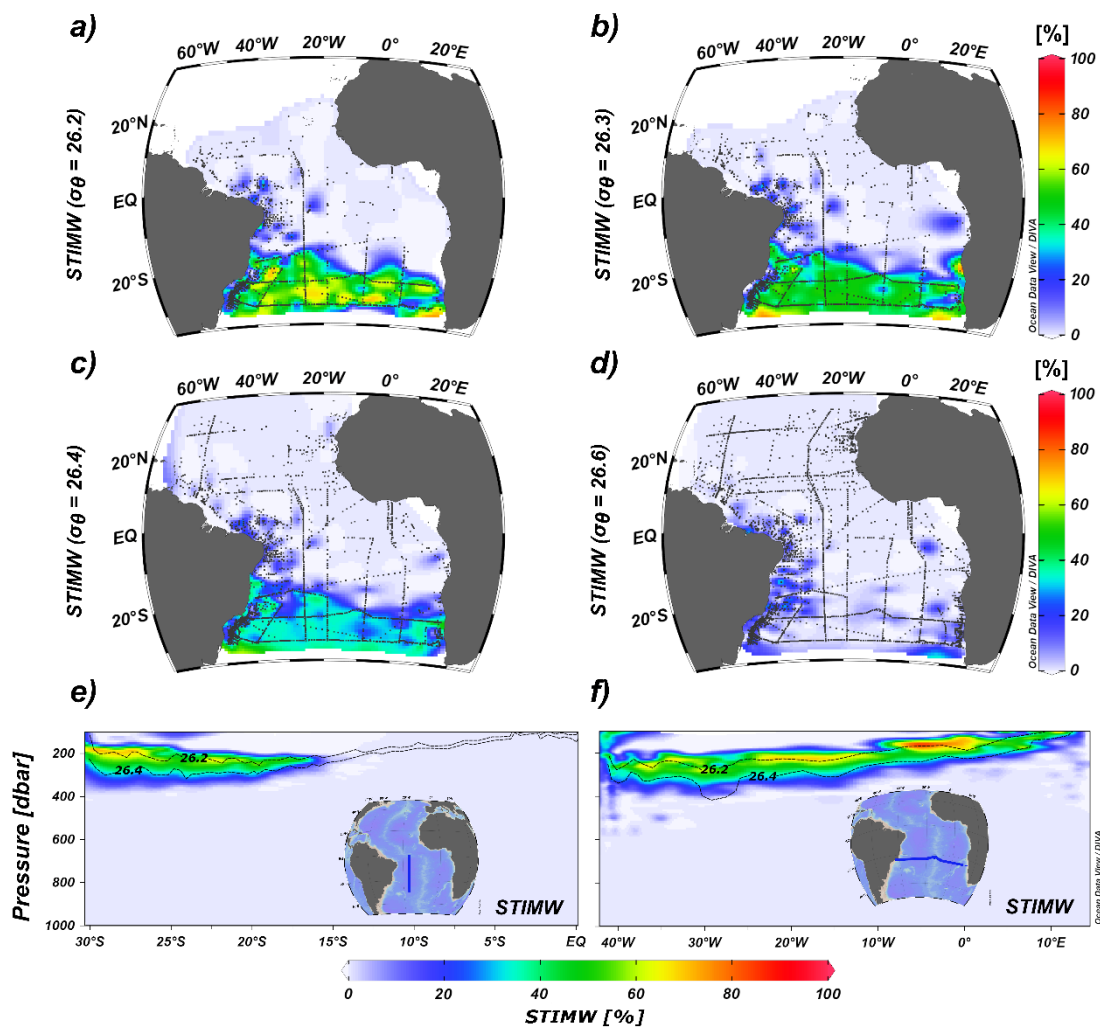 a)
b)
[%]
60°W 40°W 20°W 0° 20°E
60°W 40°W 20°W 0° 20°E
STIMW (σθ = 26.2)
20°N
EQ
20°S
STIMW (σθ = 26.3)
20°N
EQ
20°S
100
80
60
40
20
0
Ocean Data View / DIVA
c)
d)
[%]
60°W 40°W 20°W 0° 20°E
60°W 40°W 20°W 0° 20°E
STIMW (σθ = 26.4)
20°N
EQ
20°S
STIMW (σθ = 26.6)
20°N
EQ
20°S
100
80
60
40
20
0
Ocean Data View / DIVA
e)
f)
Pressure [dbar]
200
400
600
800
1000
26.2
26.4
STIMW
30°S 25°S 20°S 15°S 10°S 5°S EQ
26.2
26.4
STIMW
40°W 30°W 20°W 10°W 0° 10°E
Ocean Data View / DIVA
0 20 40 60 80 100
STIMW [%]